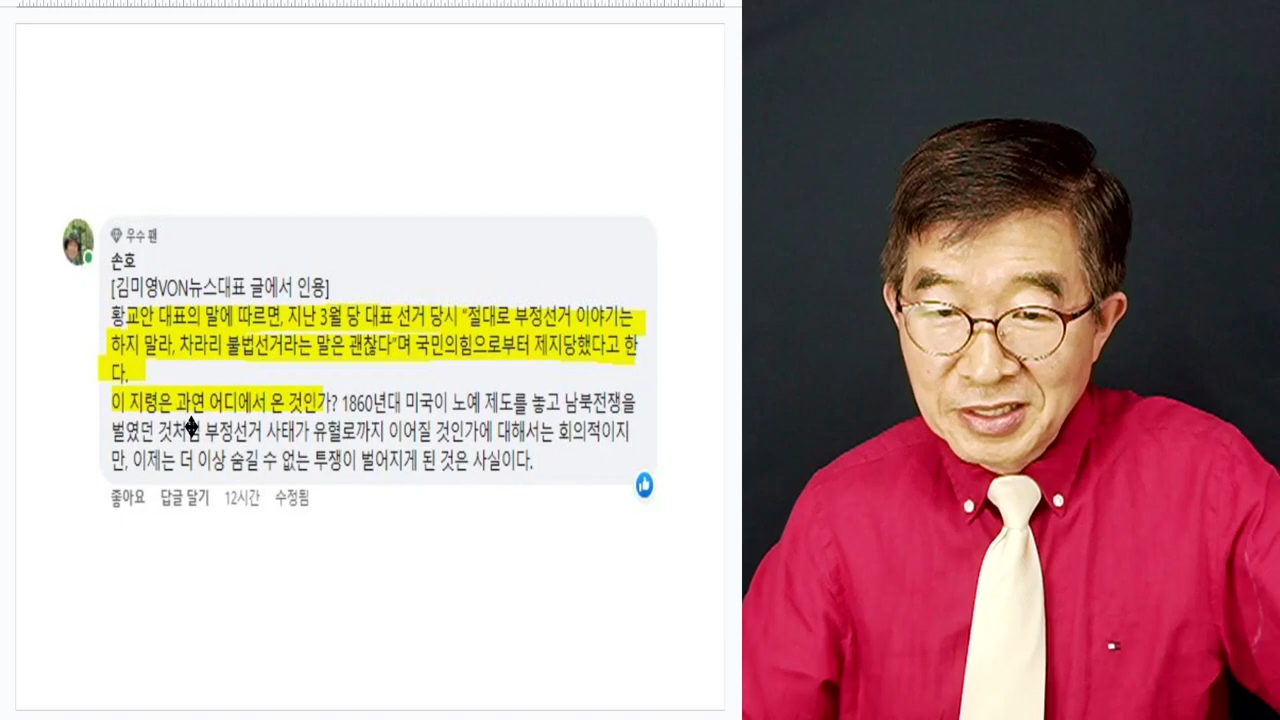 우수 팬
손호
[김미영VON뉴스대표 글에서 인용]
황교안 대표의 말에 따르면, 지난 3월 당 대표 선거 당시 "절대로 부정선거 이야기는
하지 말라, 차라리 불법선거라는 말은 괜찮다"며 국민의힘으로부터 제지당했다고 한
다.
이 지령은 과연 어디에서 온 것인가? 1860년대 미국이 노예 제도를 놓고 남북전쟁을
벌였던 것처럼 부정선거 사태가 유혈로까지 이어질 것인가에 대해서는 회의적이지
만, 이제는 더 이상 숨길 수 없는 투쟁이 벌어지게 된 것은 사실이다.
좋아요 답글 달기 12시간 수정됨